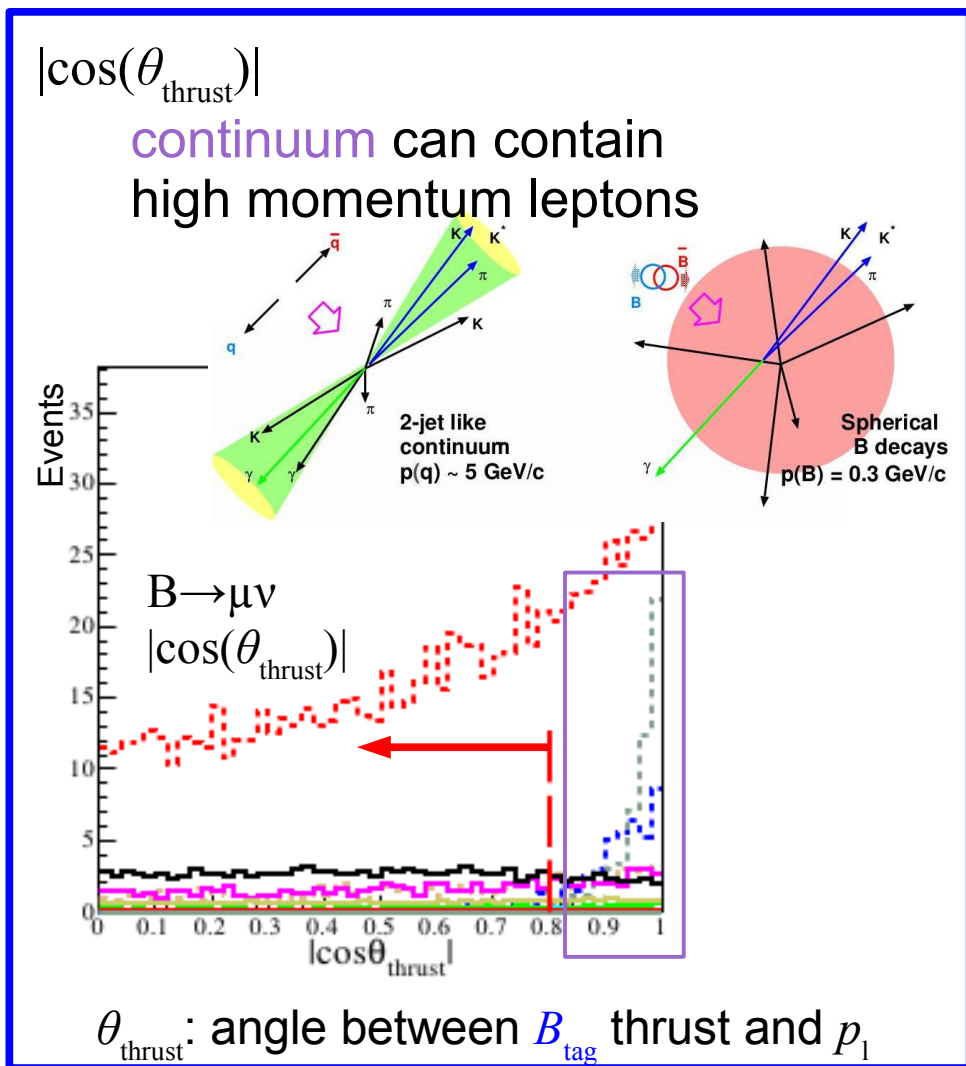 |cos(θthrust)|
continuum can contain
high momentum leptons
q̄
q
K
K*
π
π
K
π
K
γ
γ
2-jet like
continuum
p(q) ~ 5 GeV/c
B̄
B
K
K*
π
γ
Spherical
B decays
p(B) = 0.3 GeV/c
Events
35
30
25
20
15
10
5
0
B→μν
|cos(θthrust)|
0 0.1 0.2 0.3 0.4 0.5 0.6 0.7 0.8 0.9 1
|cosθthrust|
θthrust: angle between Btag thrust and pl